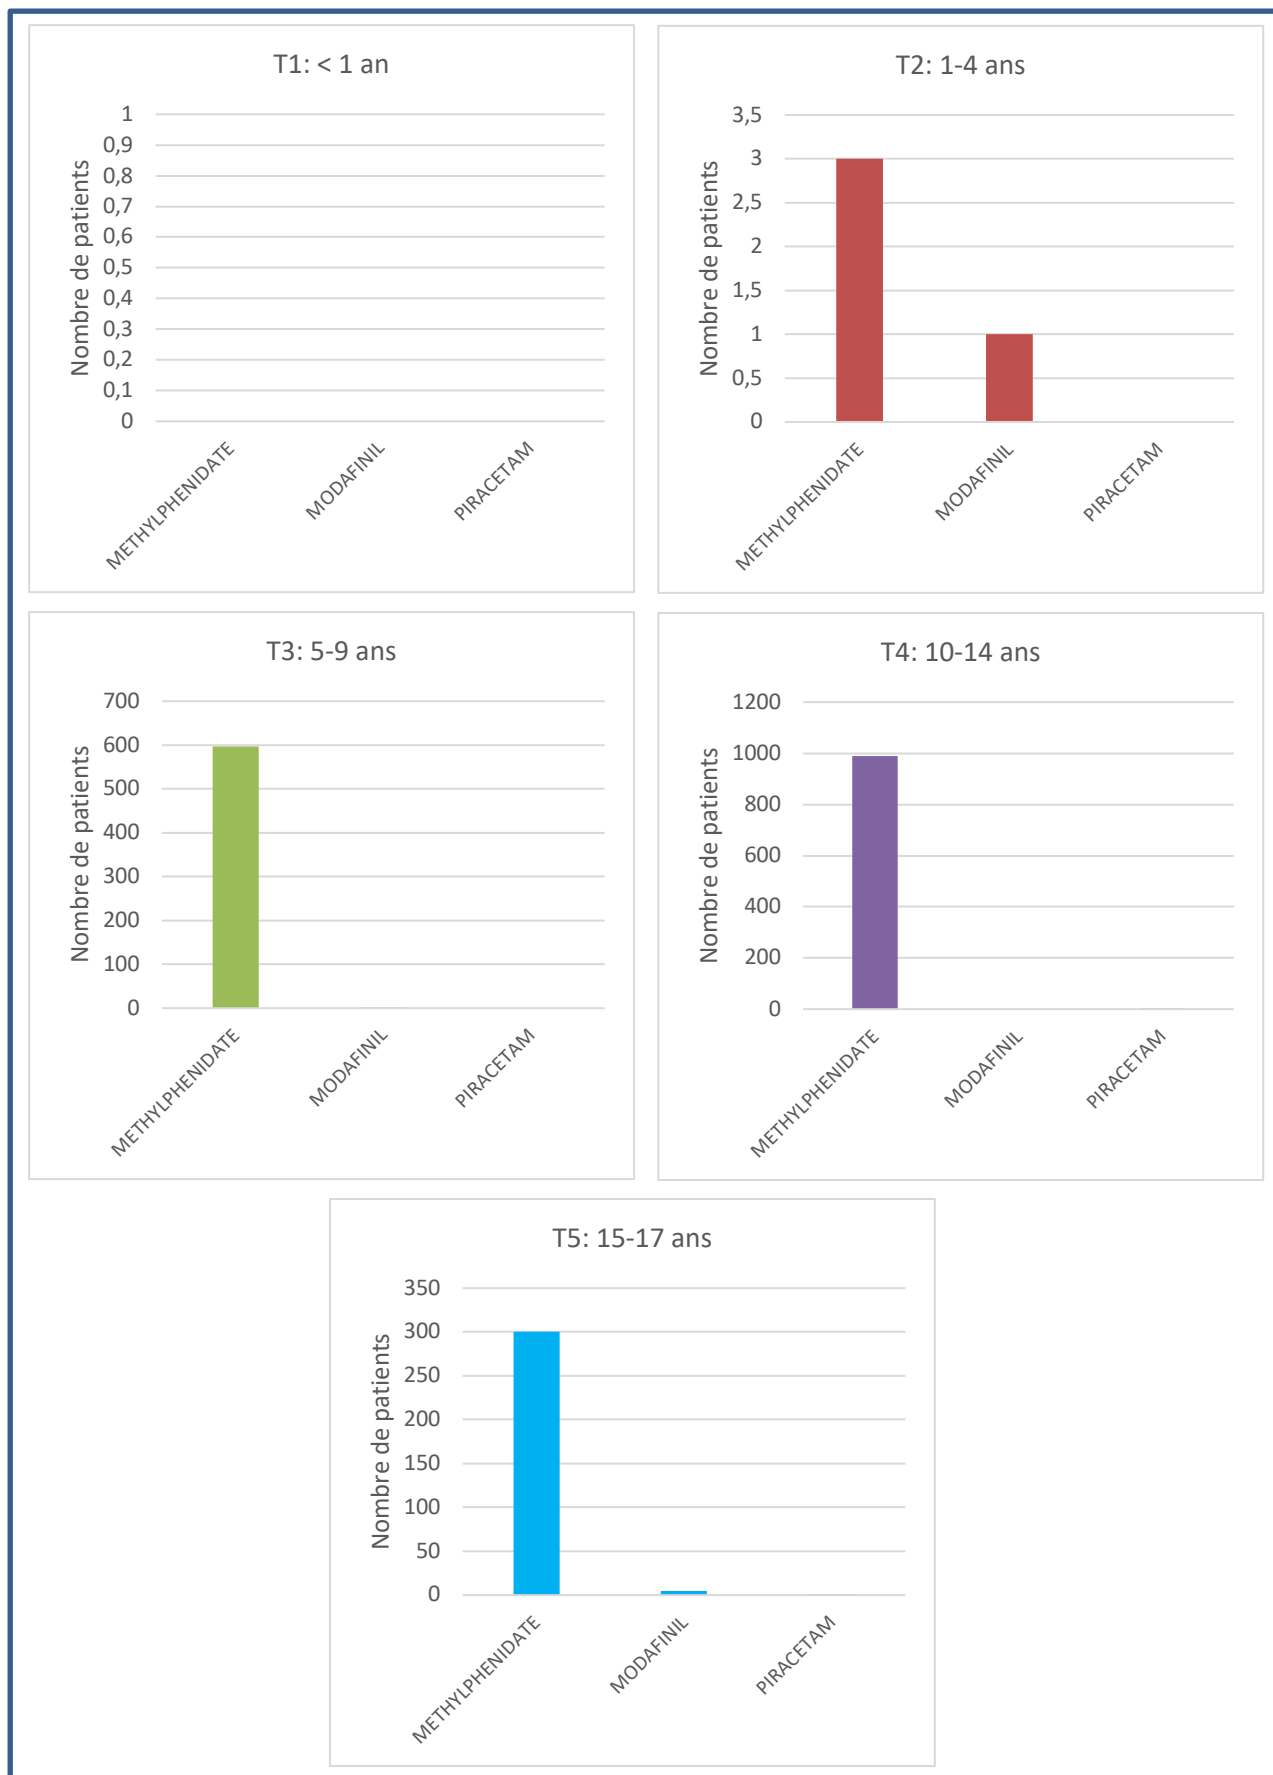 T1: < 1 an
Nombre de patients
1
0,9
0,8
0,7
0,6
0,5
0,4
0,3
0,2
0,1
0
METHYLPHENIDATE
MODAFINIL
PIRACETAM
T2: 1-4 ans
Nombre de patients
3,5
3
2,5
2
1,5
1
0,5
0
METHYLPHENIDATE
MODAFINIL
PIRACETAM
T3: 5-9 ans
Nombre de patients
700
600
500
400
300
200
100
0
METHYLPHENIDATE
MODAFINIL
PIRACETAM
T4: 10-14 ans
Nombre de patients
1200
1000
800
600
400
200
0
METHYLPHENIDATE
MODAFINIL
PIRACETAM
T5: 15-17 ans
Nombre de patients
350
300
250
200
150
100
50
0
METHYLPHENIDATE
MODAFINIL
PIRACETAM